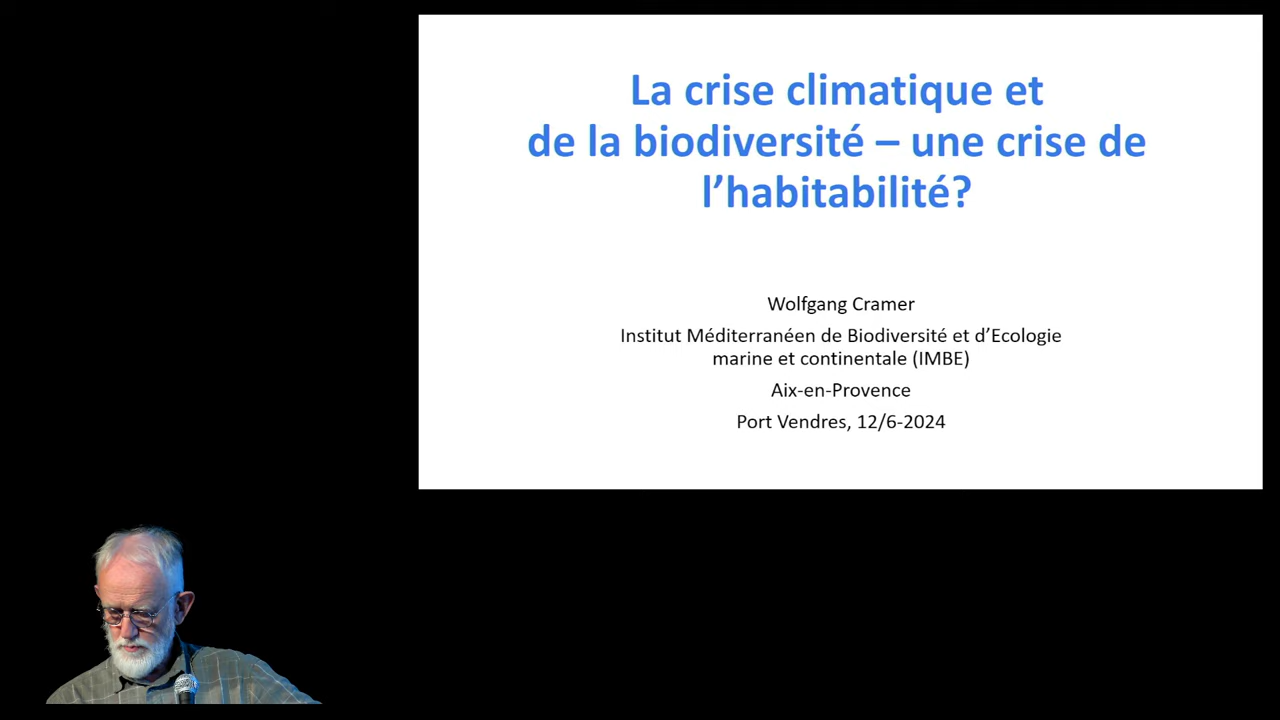 La crise climatique et
de la biodiversité – une crise de
l’habitabilité?
Wolfgang Cramer
Institut Méditerranéen de Biodiversité et d’Ecologie
marine et continentale (IMBE)
Aix-en-Provence
Port Vendres, 12/6-2024